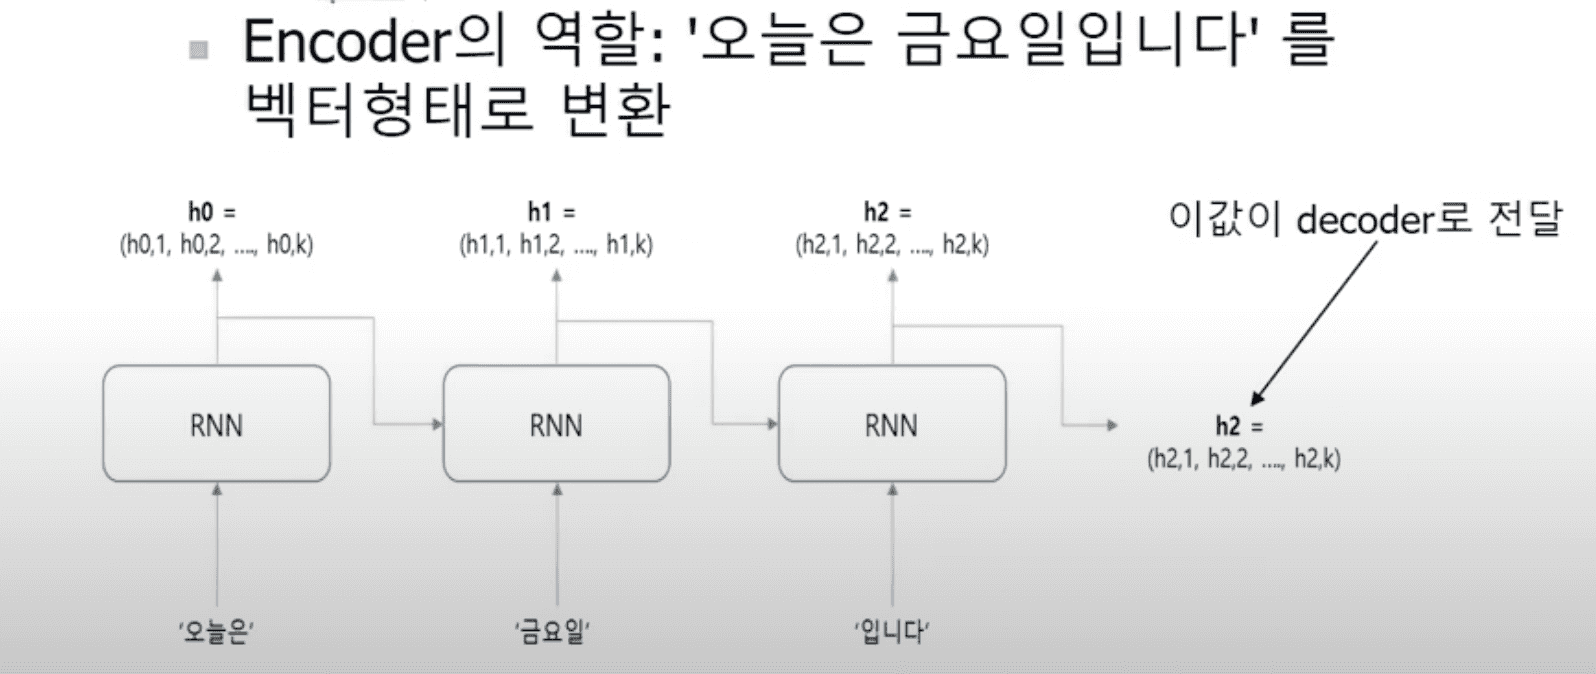 Encoder의 역할: '오늘은 금요일입니다' 를
벡터형태로 변환
h0 =
(h0,1, h0,2, ...., h0,k)
h1 =
(h1,1, h1,2, ...., h1,k)
h2 =
(h2,1, h2,2, ...., h2,k)
이값이 decoder로 전달
RNN
RNN
RNN
h2 =
(h2,1, h2,2, ...., h2,k)
'오늘은'
'금요일'
'입니다'